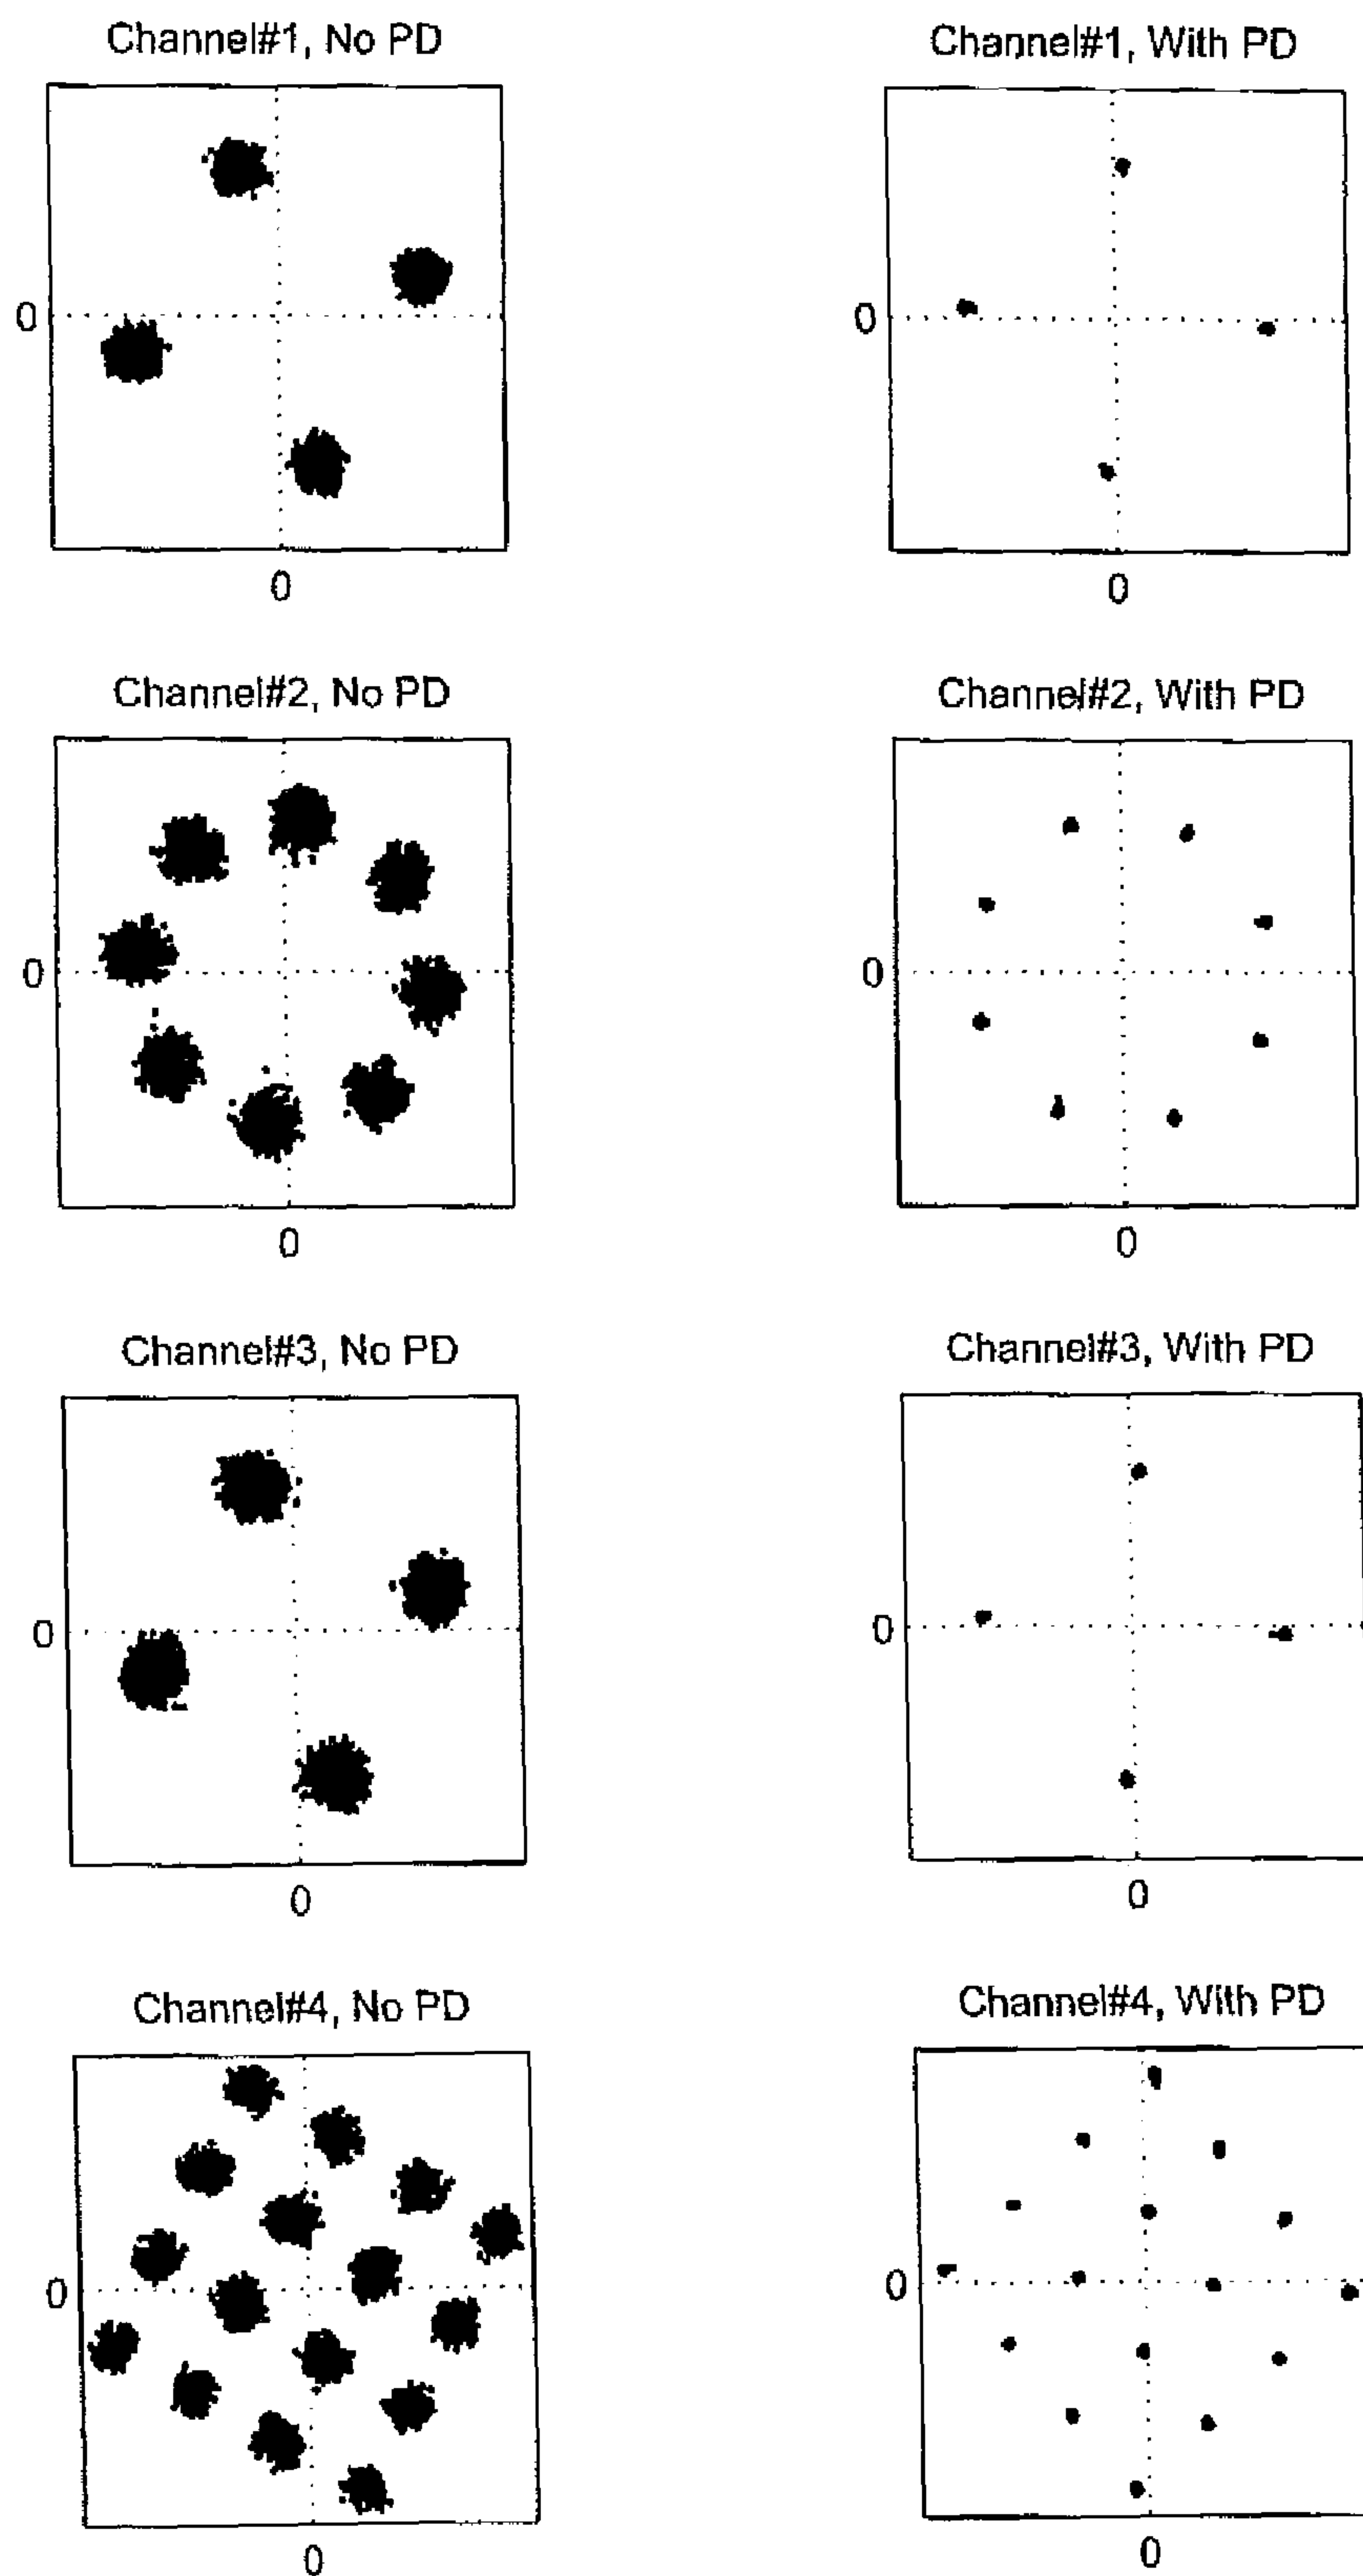 Channel#1, No PD
Channel#1, With PD
0
0
0
0
Channel#2, No PD
Channel#2, With PD
0
0
0
0
Channel#3, No PD
Channel#3, With PD
0
0
0
0
Channel#4, No PD
Channel#4, With PD
0
0
0
0